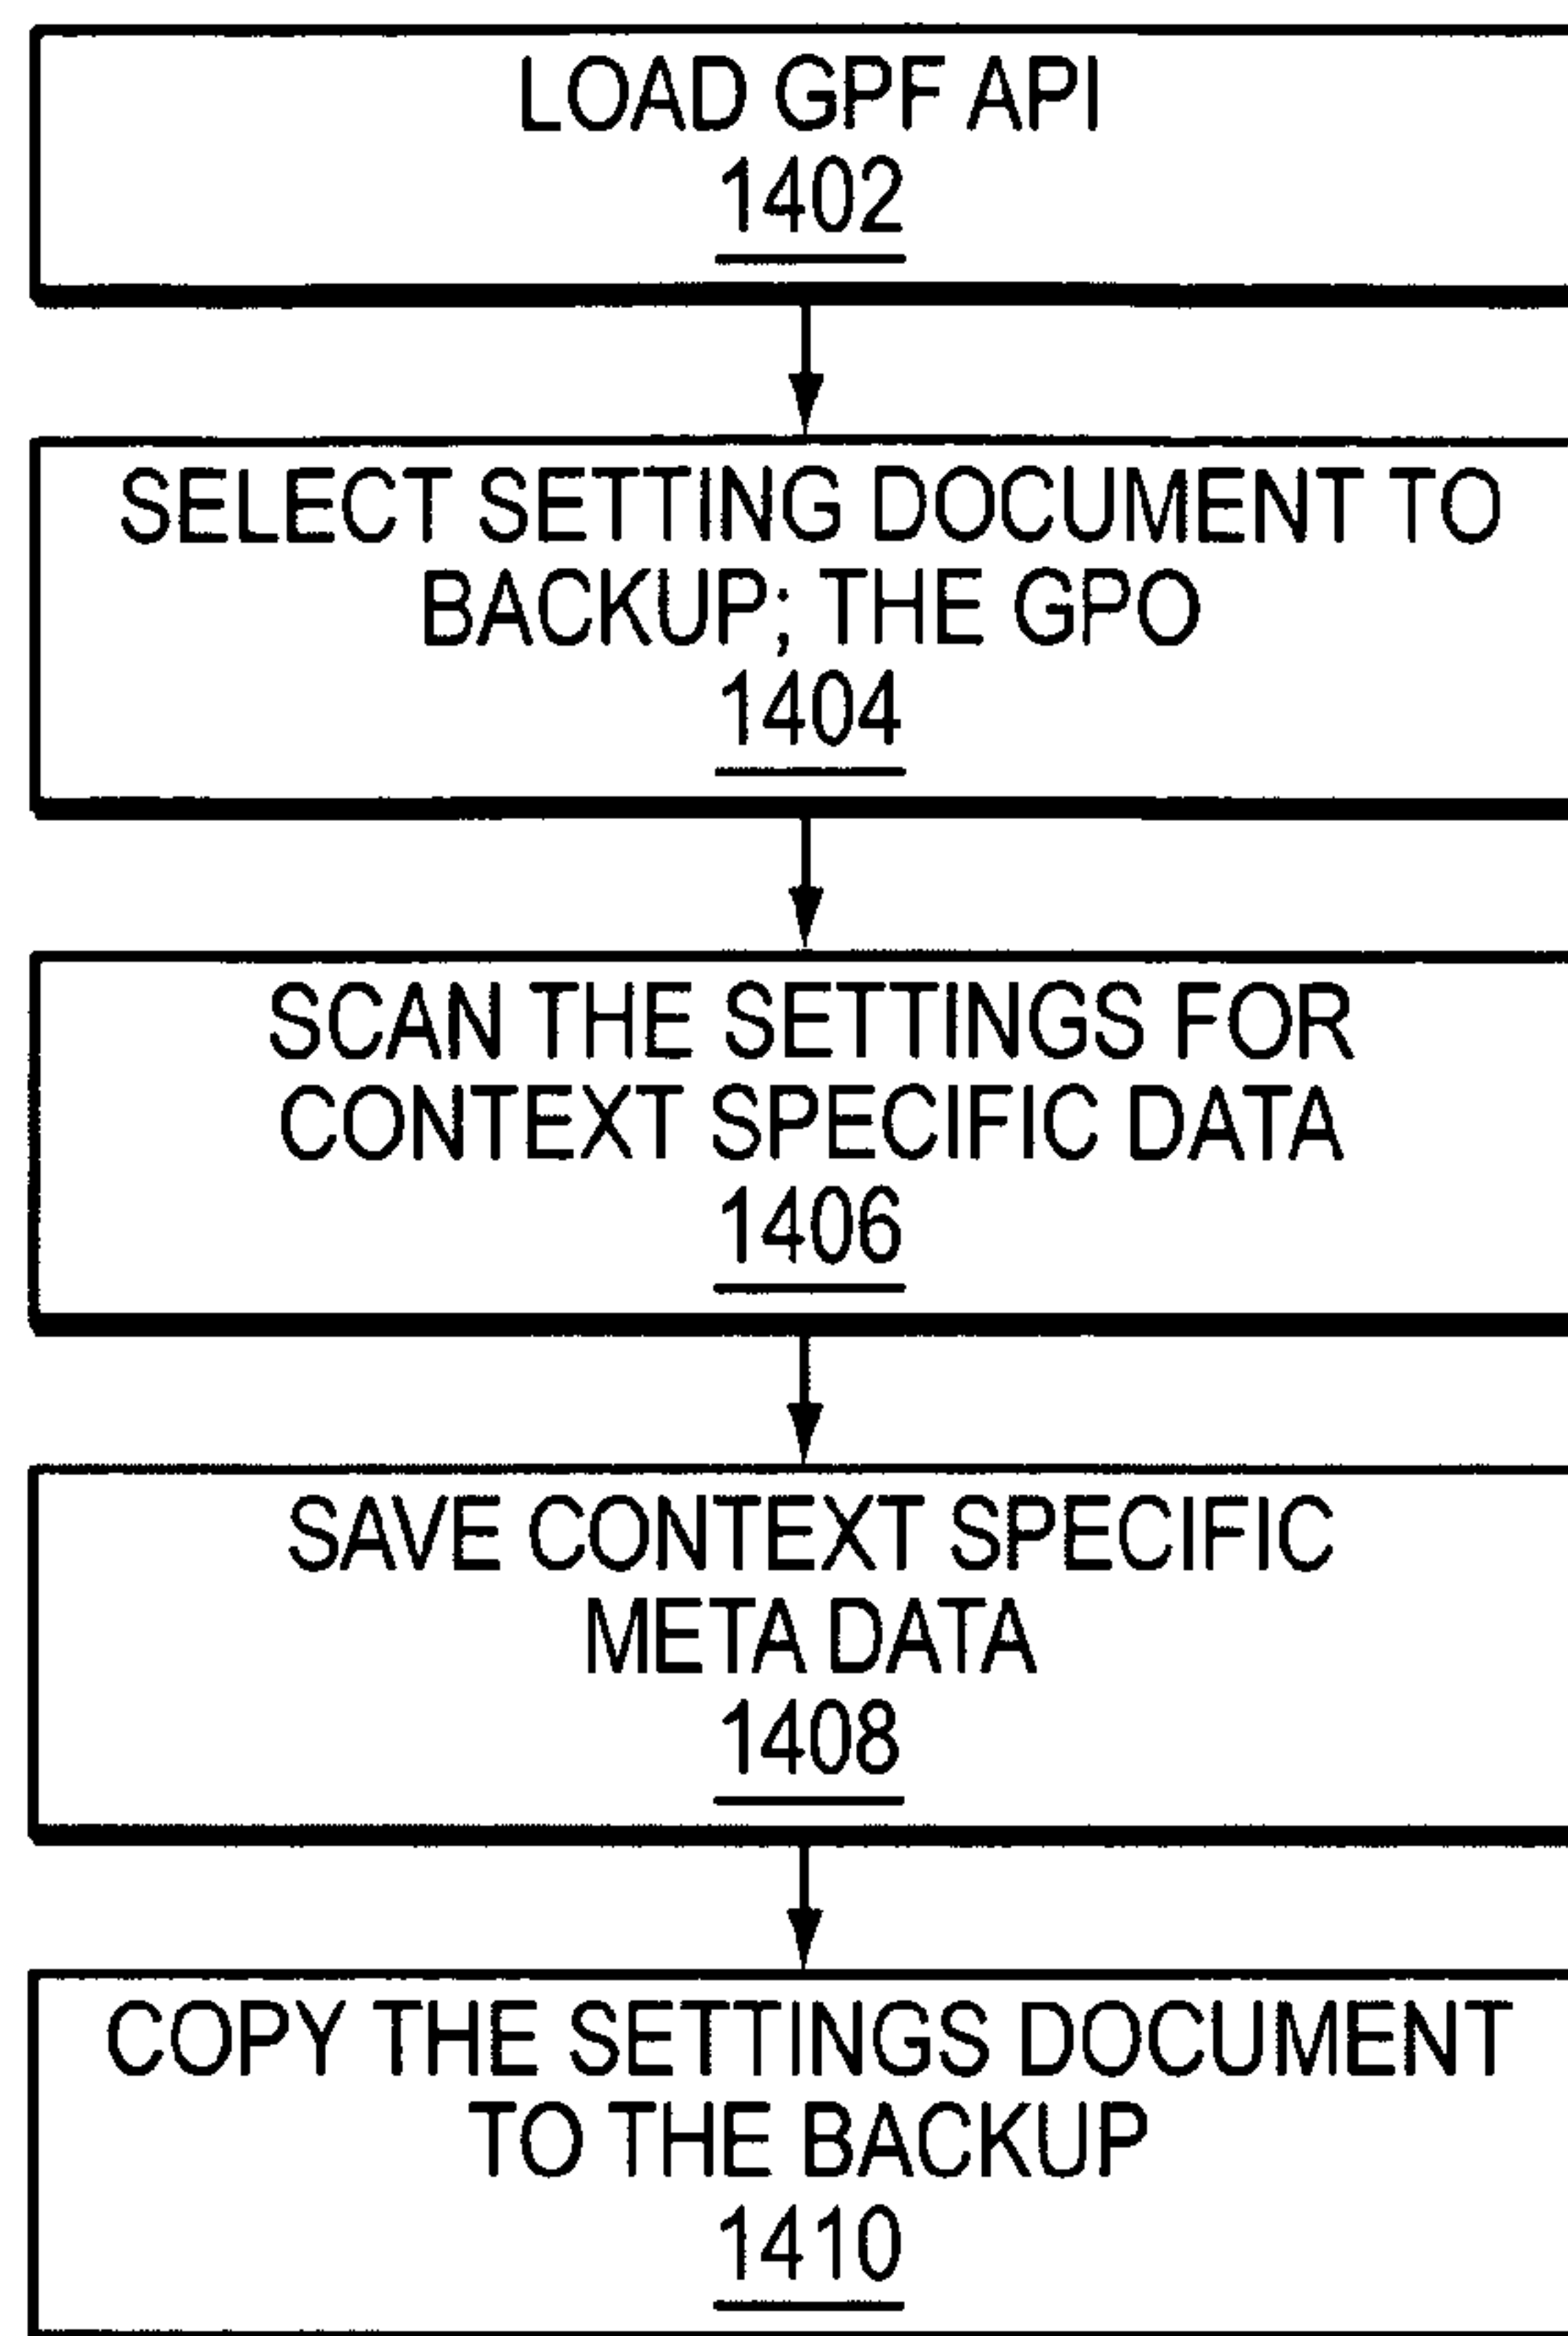 LOAD GPF API
1402
SELECT SETTING DOCUMENT TO
BACKUP; THE GPO
1404
SCAN THE SETTINGS FOR
CONTEXT SPECIFIC DATA
1406
SAVE CONTEXT SPECIFIC
META DATA
1408
COPY THE SETTINGS DOCUMENT
TO THE BACKUP
1410